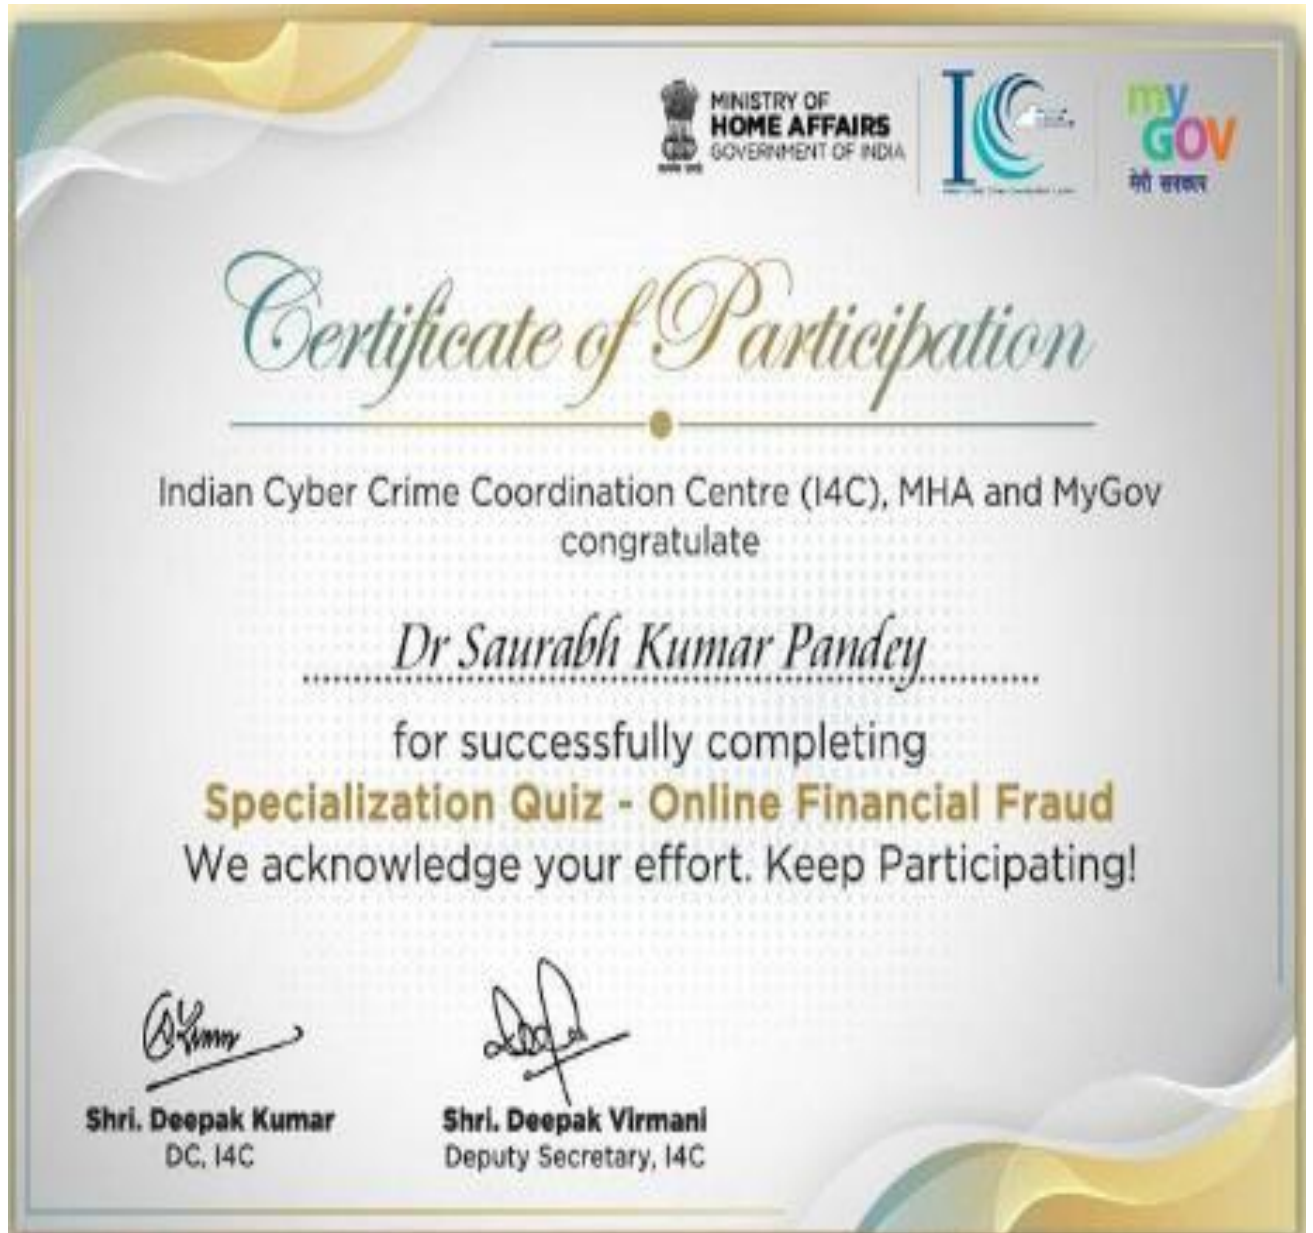 MINISTRY OF
HOME AFFAIRS
GOVERNMENT OF INDIA
my
GOV
मेरी सरकार
Certificate of Participation
Indian Cyber Crime Coordination Centre (I4C), MHA and MyGov
congratulate
Dr Saurabh Kumar Pandey
for successfully completing
Specialization Quiz - Online Financial Fraud
We acknowledge your effort. Keep Participating!
Shri. Deepak Kumar
DC, I4C
Shri. Deepak Virmani
Deputy Secretary, I4C